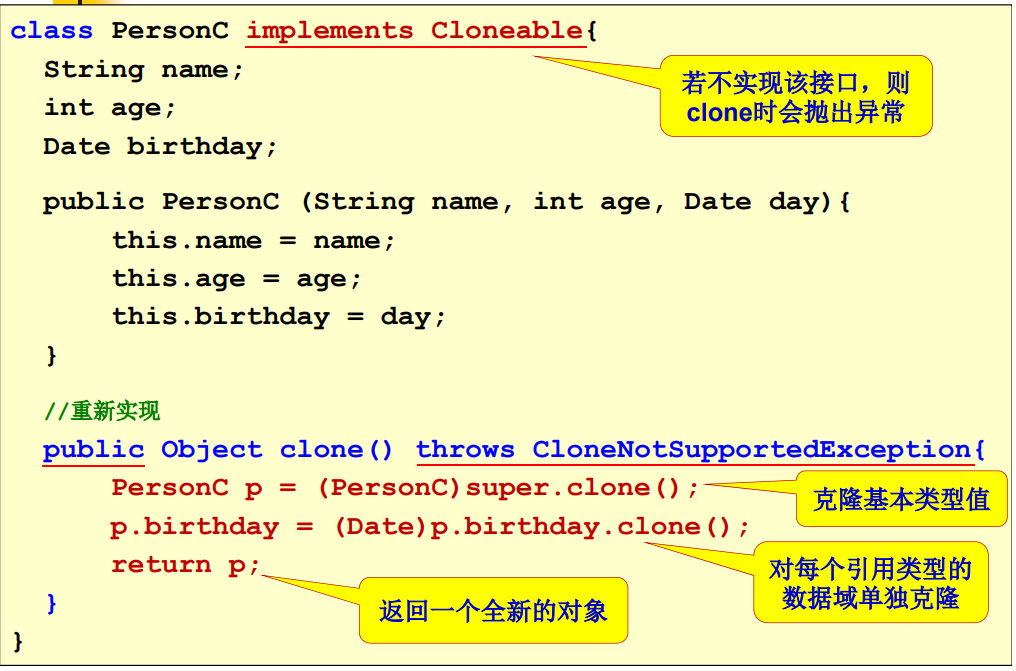 class PersonC implements Cloneable{
String name;
若不实现该接口，则
clone时会抛出异常
int age;
Date birthday;
public PersonC (String name, int age, Date day){
this.name = name;
this.age = age;
this.birthday = day;
}
//重新实现
public Object clone() throws CloneNotSupportedException{
PersonC p = (PersonC)super.clone();
克隆基本类型值
p.birthday = (Date)p.birthday.clone();
对每个引用类型的
数据域单独克隆
return p;
返回一个全新的对象
}
}